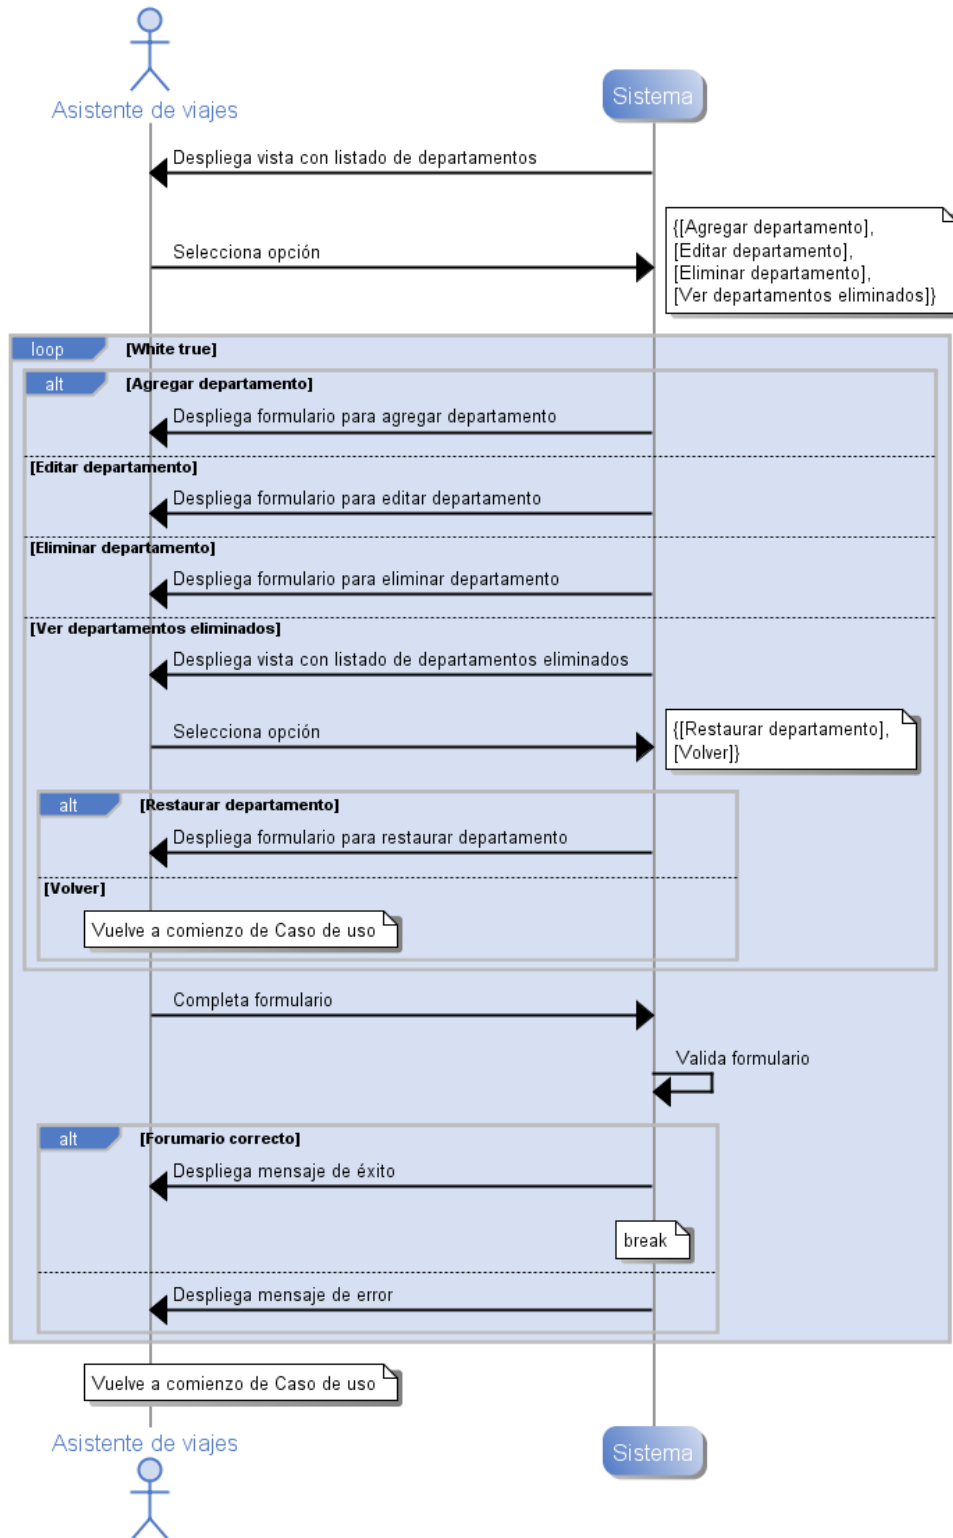 Asistente de viajes
Sistema
Despliega vista con listado de departamentos
Selecciona opción
{[Agregar departamento],
[Editar departamento],
[Eliminar departamento],
[Ver departamentos eliminados]}
loop [White true]
alt [Agregar departamento]
Despliega formulario para agregar departamento
[Editar departamento]
Despliega formulario para editar departamento
[Eliminar departamento]
Despliega formulario para eliminar departamento
[Ver departamentos eliminados]
Despliega vista con listado de departamentos eliminados
Selecciona opción
{[Restaurar departamento],
[Volver]}
alt [Restaurar departamento]
Despliega formulario para restaurar departamento
[Volver]
Vuelve a comienzo de Caso de uso
Completa formulario
Valida formulario
alt [Forumario correcto]
Despliega mensaje de éxito
break
Despliega mensaje de error
Vuelve a comienzo de Caso de uso
Asistente de viajes
Sistema